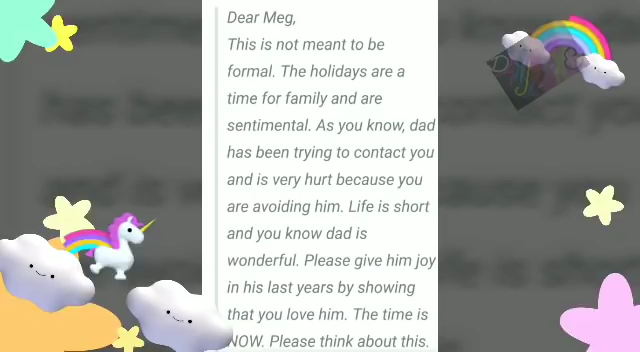 Dear Meg,
This is not meant to be
formal. The holidays are a
time for family and are
sentimental. As you know, dad
has been trying to contact you
and is very hurt because you
are avoiding him. Life is short
and you know dad is
wonderful. Please give him joy
in his last years by showing
that you love him. The time is
NOW. Please think about this.